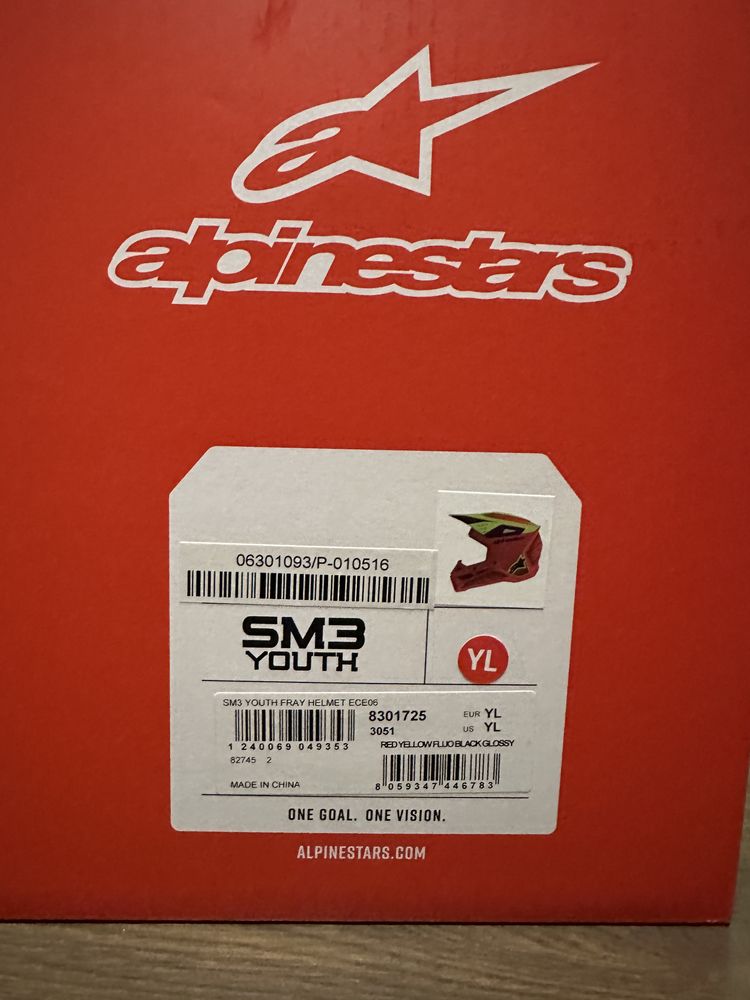 alpinestars
06301093/P-010516
SM3
YOUTH
YL
SM3 YOUTH FRAY HELMET ECE06
8301725
EUR YL
3051
US YL
1 240069 049353
RED YELLOW FLUO BLACK GLOSSY
82745 2
MADE IN CHINA
8 059347 446783
ONE GOAL. ONE VISION.
ALPINESTARS.COM